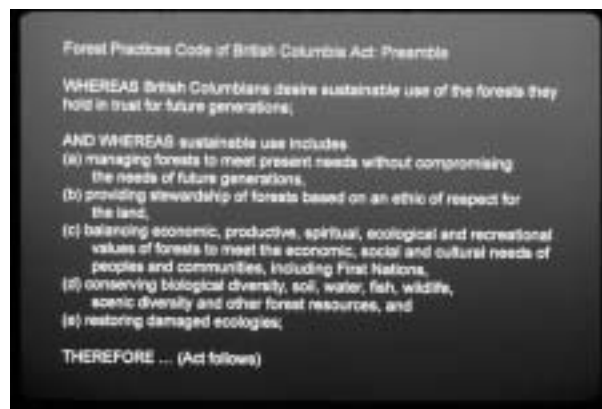 Forest Practices Code of British Columbia Act: Preamble
WHEREAS British Columbians desire sustainable use of the forests they
hold in trust for future generations;
AND WHEREAS sustainable use includes
(a) managing forests to meet present needs without compromising
the needs of future generations,
(b) providing stewardship of forests based on an ethic of respect for
the land,
(c) balancing economic, productive, spiritual, ecological and recreational
values of forests to meet the economic, social and cultural needs of
peoples and communities, including First Nations,
(d) conserving biological diversity, soil, water, fish, wildlife,
scenic diversity and other forest resources, and
(e) restoring damaged ecologies;
THEREFORE ... (Act follows)